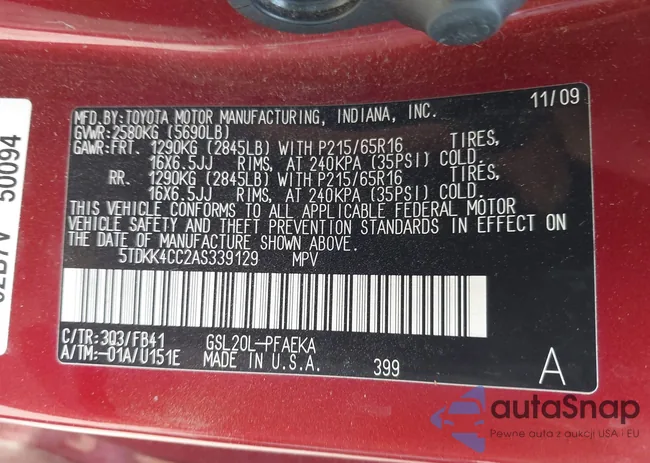 MFD.BY:TOYOTA MOTOR MANUFACTURING, INDIANA, INC. 11/09
GVWR:2580KG (5690LB)
GAWR:FRT. 1290KG (2845LB) WITH P215/65R16 TIRES,
16X6.5JJ RIMS, AT 240KPA (35PSI) COLD.
RR. 1290KG (2845LB) WITH P215/65R16 TIRES,
16X6.5JJ RIMS, AT 240KPA (35PSI) COLD.
THIS VEHICLE CONFORMS TO ALL APPLICABLE FEDERAL MOTOR
VEHICLE SAFETY AND THEFT PREVENTION STANDARDS IN EFFECT ON
THE DATE OF MANUFACTURE SHOWN ABOVE.
5TDKK4CC2AS339129 MPV
C/TR:3Q3/FB41 GSL20L-PFAEKA
A/TM:-01A/U151E MADE IN U.S.A. 399 A
50094
autaSnap
Pewne auta z aukcji USA i EU